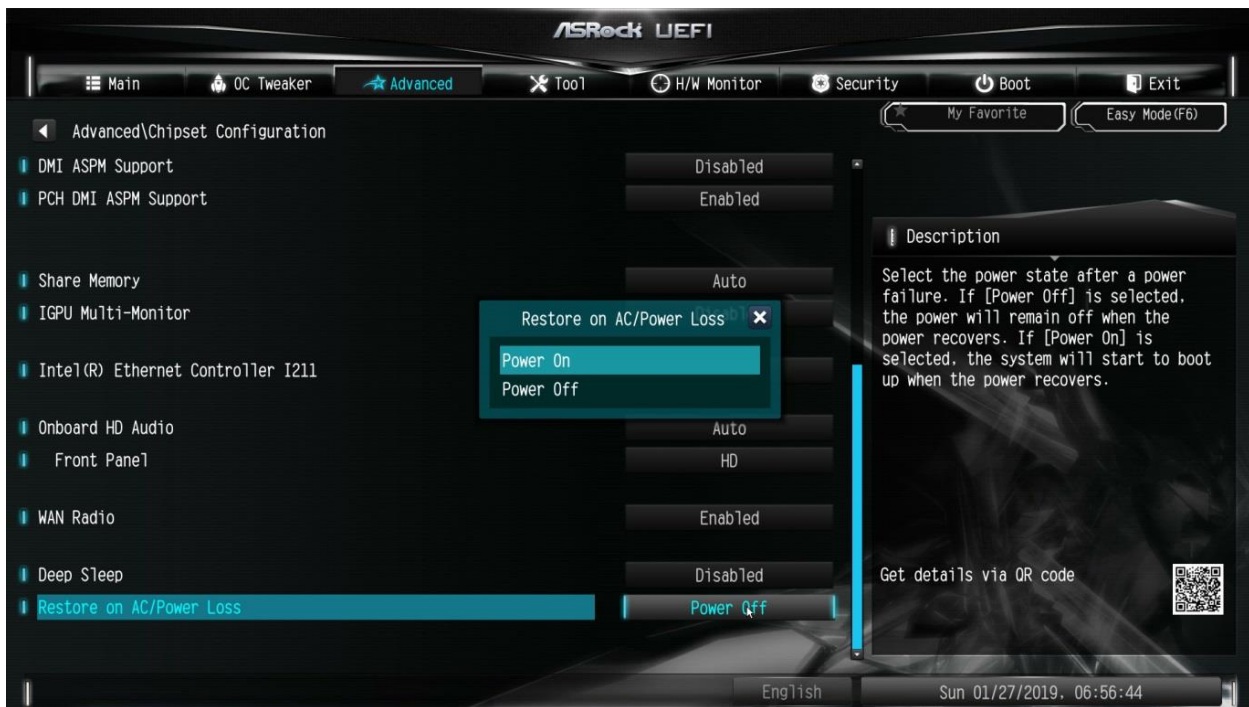 ASRock UEFI
Main
OC Tweaker
Advanced
Tool
H/W Monitor
Security
Boot
Exit
My Favorite
Easy Mode(F6)
Advanced\Chipset Configuration
DMI ASPM Support
Disabled
PCH DMI ASPM Support
Enabled
Share Memory
Auto
IGPU Multi-Monitor
Intel(R) Ethernet Controller I211
Onboard HD Audio
Auto
Front Panel
HD
WAN Radio
Enabled
Deep Sleep
Disabled
Restore on AC/Power Loss
Power Off
Restore on AC/Power Loss
Power On
Power Off
Description
Select the power state after a power
failure. If [Power Off] is selected,
the power will remain off when the
power recovers. If [Power On] is
selected, the system will start to boot
up when the power recovers.
Get details via QR code
English
Sun 01/27/2019, 06:56:44